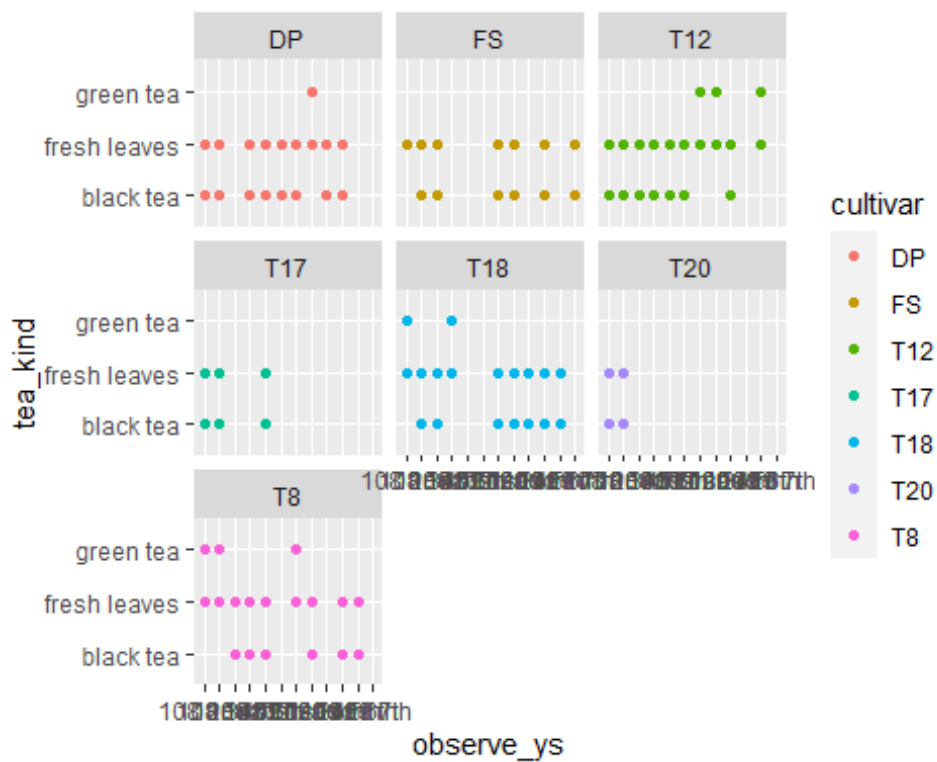 DP FS T12
green tea
fresh leaves
black tea
T17 T18 T20
green tea
fresh leaves
black tea
T8
green tea
fresh leaves
black tea
observe_ys
tea_kind
cultivar
DP
FS
T12
T17
T18
T20
T8